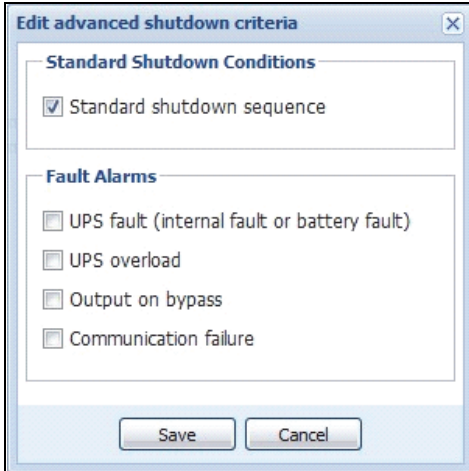 Edit advanced shutdown criteria
Standard Shutdown Conditions
Standard shutdown sequence
Fault Alarms
UPS fault (internal fault or battery fault)
UPS overload
Output on bypass
Communication failure
Save Cancel